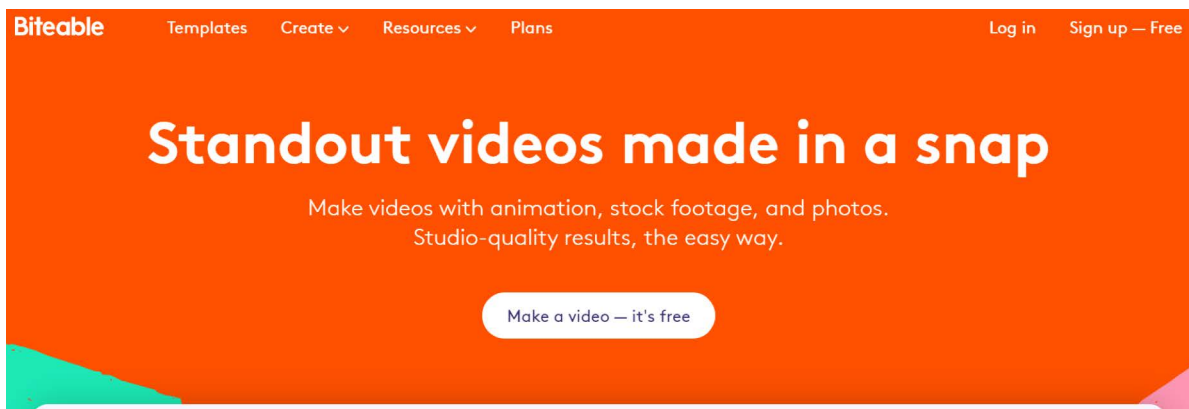 Biteable Templates Create Resources Plans Log in Sign up — Free
Standout videos made in a snap
Make videos with animation, stock footage, and photos.
Studio-quality results, the easy way.
Make a video — it's free